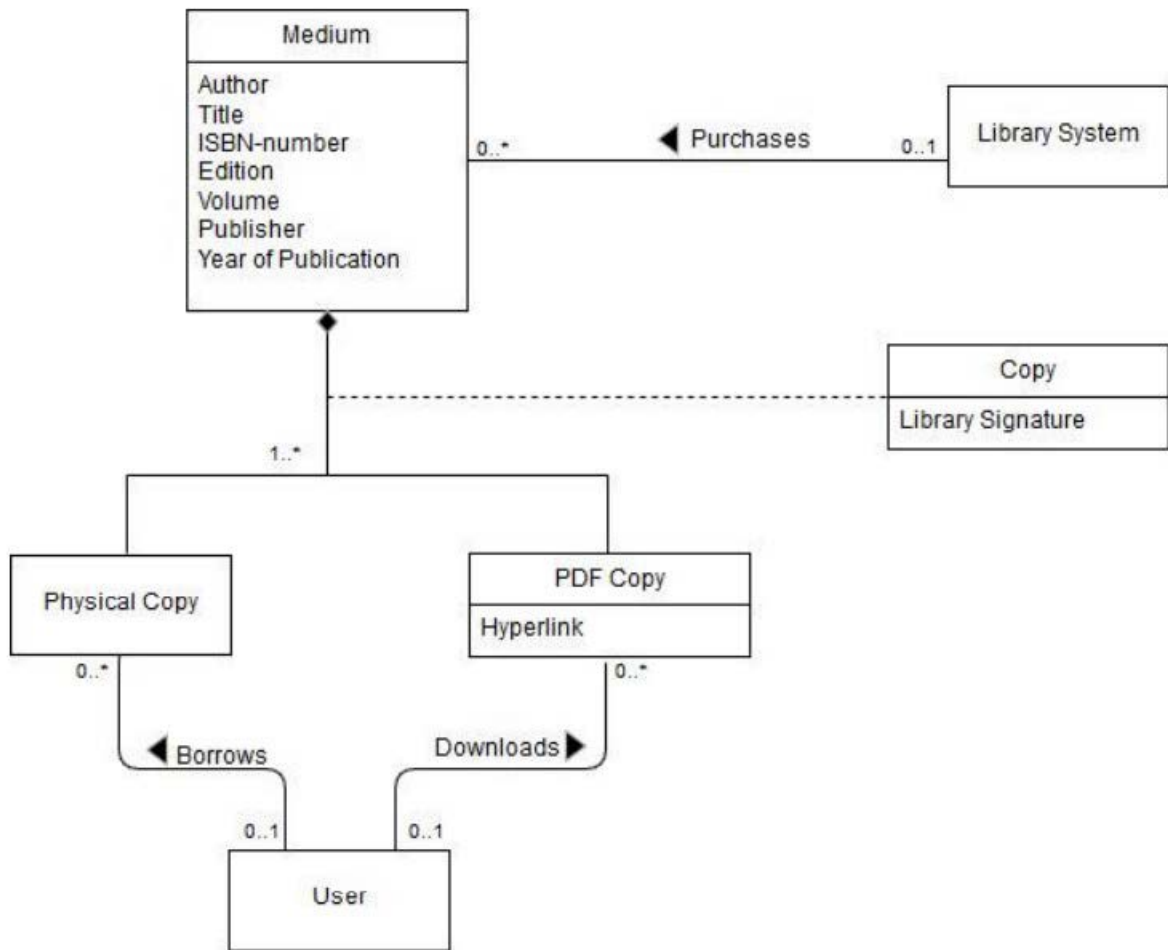 Medium
Author
Title
ISBN-number
Edition
Volume
Publisher
Year of Publication
0..*
Purchases
0..1
Library System
Copy
Library Signature
1..*
Physical Copy
PDF Copy
Hyperlink
0..*
0..*
Borrows
Downloads
0..1
0..1
User